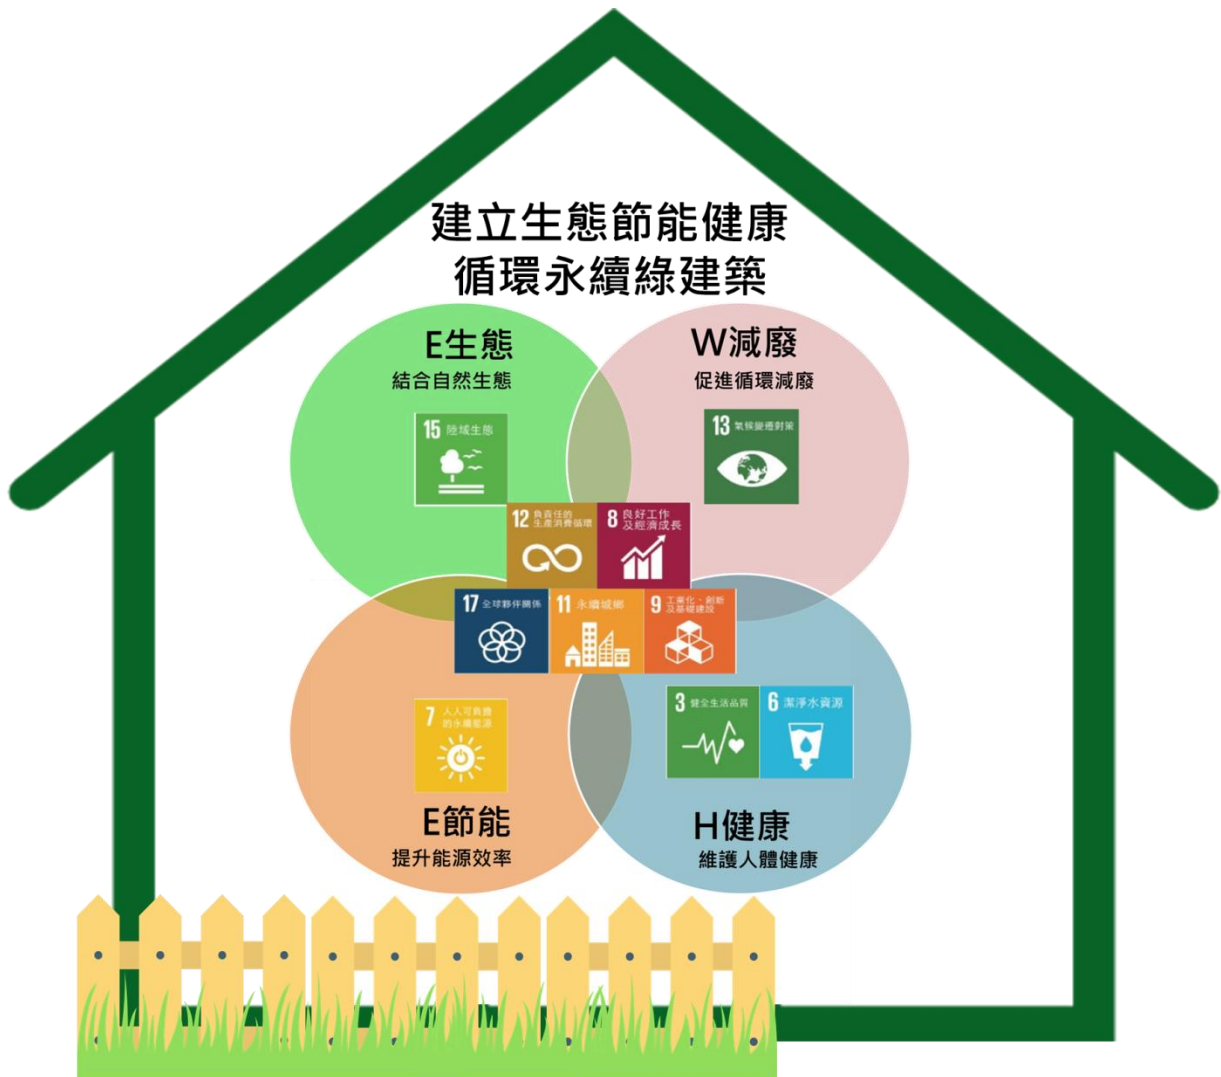 建立生態節能健康
循環永續綠建築
E生態
結合自然生態
15 陸域生態
W減廢
促進循環減廢
13 氣候變遷對策
12 負責任的
生產消費循環
8 良好工作
及經濟成長
17 全球夥伴關係
11 永續城鄉
9 工業化、創新
及基礎建設
7 人人可負擔
的永續能源
E節能
提升能源效率
3 健全生活品質
6 潔淨水資源
H健康
維護人體健康